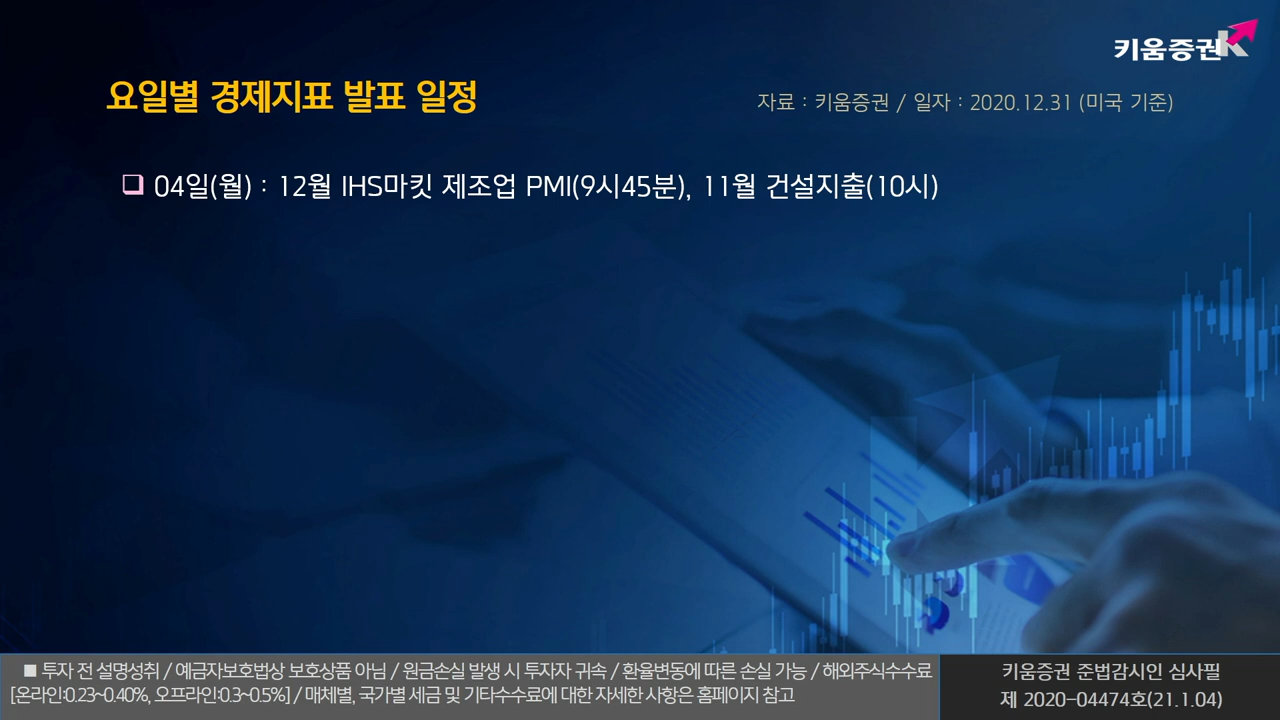 키움증권
요일별 경제지표 발표 일정
자료 : 키움증권 / 일자 : 2020.12.31 (미국 기준)
❑ 04일(월) : 12월 IHS마킷 제조업 PMI(9시45분), 11월 건설지출(10시)
■ 투자 전 설명청취 / 예금자보호법상 보호상품 아님 / 원금손실 발생 시 투자자 귀속 / 환율변동에 따른 손실 가능 / 해외주식수수료
[온라인:0.23~0.40%, 오프라인:0.3~0.5%] / 매체별, 국가별 세금 및 기타수수료에 대한 자세한 사항은 홈페이지 참고
키움증권 준법감시인 심사필
제 2020-04474호(21.1.04)